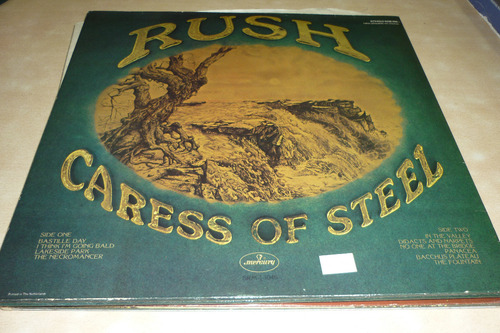 RUSH
CARESS OF STEEL
SIDE ONE
BASTILLE DAY
I THINK I'M GOING BALD
LAKESIDE PARK
THE NECROMANCER
mercury
SIDE TWO
IN THE VALLEY
DIDACTS AND NARPETS
NO ONE AT THE BRIDGE
PANACEA
BACCHUS PLATEAU
THE FOUNTAIN